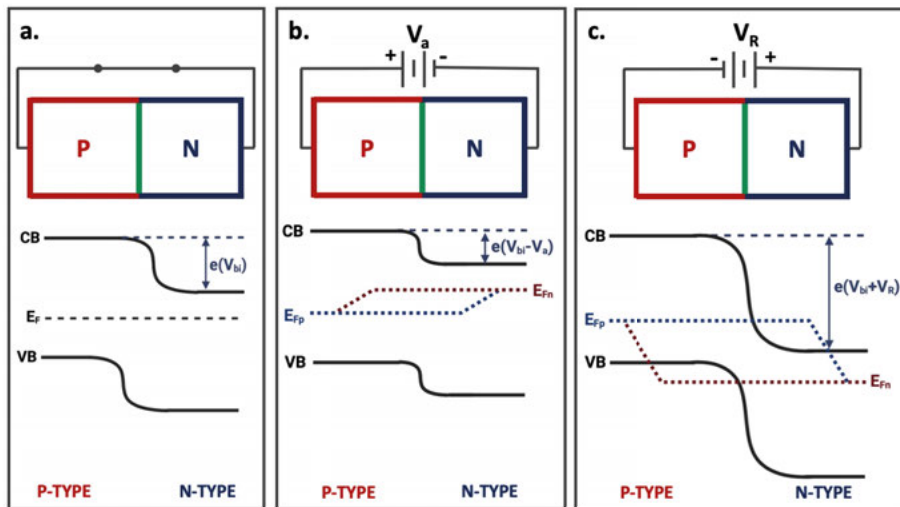 a.
P
N
CB
e(Vbi)
EF
VB
P-TYPE
N-TYPE
b.
Va
+
-
P
N
CB
e(Vbi-Va)
EFn
EFp
VB
P-TYPE
N-TYPE
c.
VR
-
+
P
N
CB
e(Vbi+VR)
EFp
VB
EFn
P-TYPE
N-TYPE